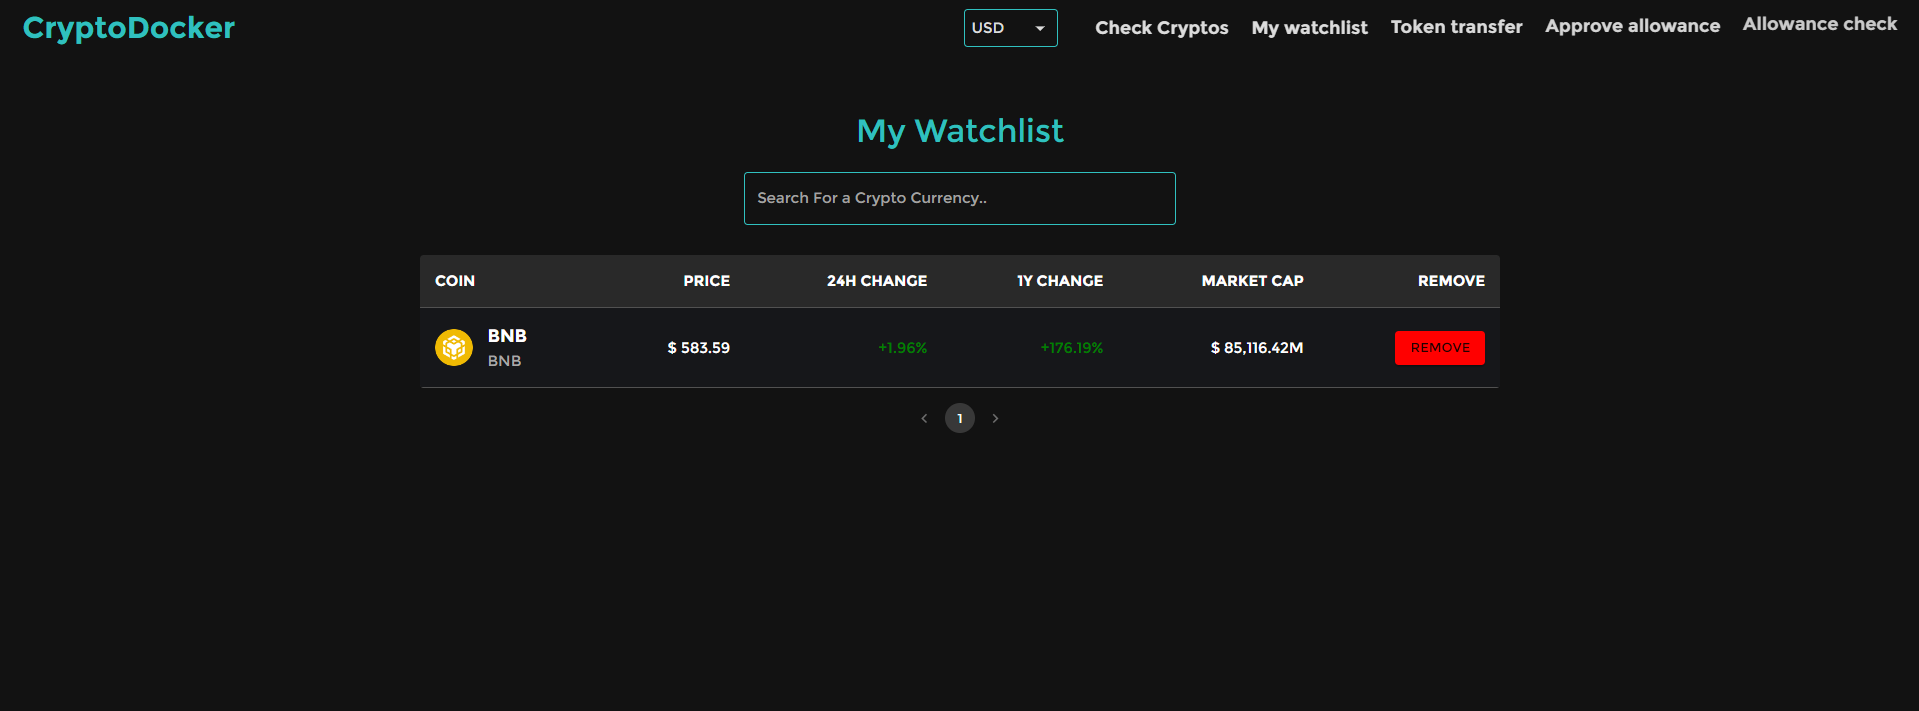 CryptoDocker
USD
Check Cryptos
My watchlist
Token transfer
Approve allowance
Allowance check
My Watchlist
Search For a Crypto Currency..
COIN PRICE 24H CHANGE 1Y CHANGE MARKET CAP REMOVE
BNB
BNB
$ 583.59 +1.96% +176.19% $ 85,116.42M REMOVE
1